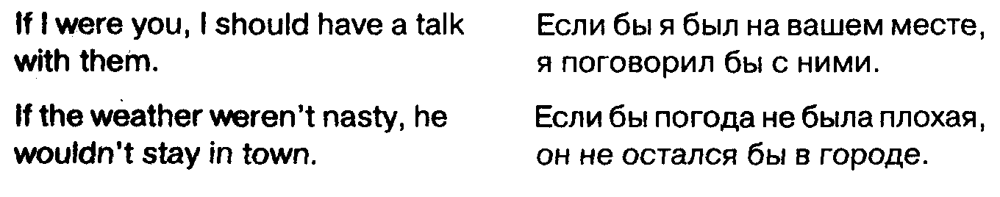 If I were you, I should have a talk
with them.
Если бы я был на вашем месте,
я поговорил бы с ними.
If the weather weren't nasty, he
wouldn't stay in town.
Если бы погода не была плохая,
он не остался бы в городе.